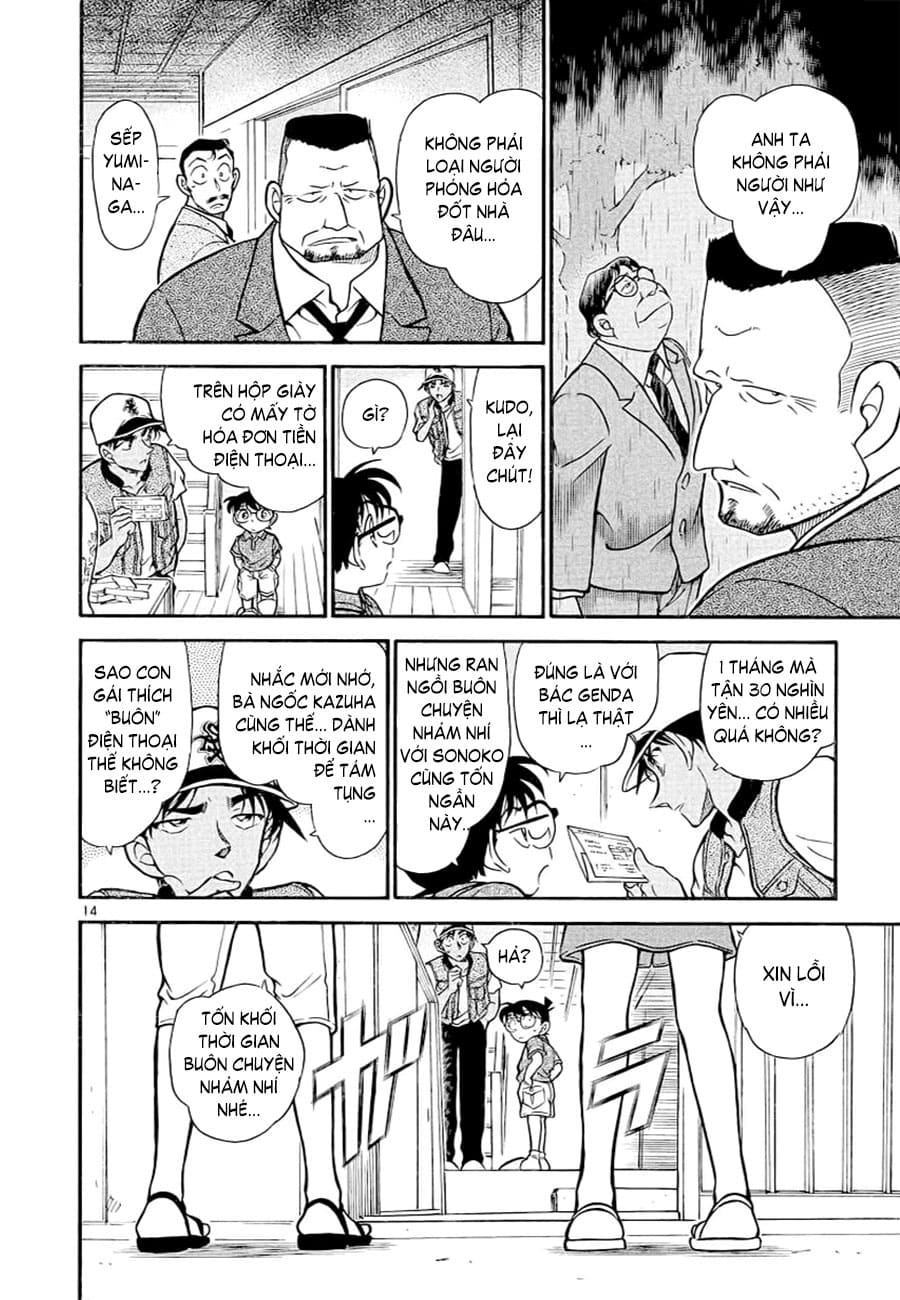 ANH TA
KHÔNG PHẢI
NGƯỜI NHƯ
VẬY...
KHÔNG PHẢI
LOẠI NGƯỜI
PHÓNG HỎA
ĐỐT NHÀ
ĐÂU...
SẾP
YUMI-
NA-
GA...
KUDO,
LẠI
ĐÂY
CHÚT!
GÌ?
TRÊN HỘP GIÀY
CÓ MẤY TỜ
HÓA ĐƠN TIỀN
ĐIỆN THOẠI...
1 THÁNG MÀ
TẬN 30 NGHÌN
YÊN... CÓ NHIỀU
QUÁ KHÔNG?
ĐÚNG LÀ VỚI
BÁC GENDA
THÌ LẠ THẬT
...
NHƯNG RAN
NGỒI BUÔN
CHUYỆN
NHẢM NHÍ
VỚI SONOKO
CŨNG TỐN
NGẦN
NÀY...
NHẮC MỚI NHỚ,
BÀ NGỐC KAZUHA
CŨNG THẾ... DÀNH
KHỐI THỜI GIAN
ĐỂ TÁM
TỤNG
...
SAO CON
GÁI THÍCH
"BUÔN"
ĐIỆN THOẠI
THẾ KHÔNG
BIẾT...?
14
XIN LỖI
VÌ...
HẢ?
TỐN KHỐI
THỜI GIAN
BUÔN CHUYỆN
NHẢM NHÍ
NHÉ...
ガラ